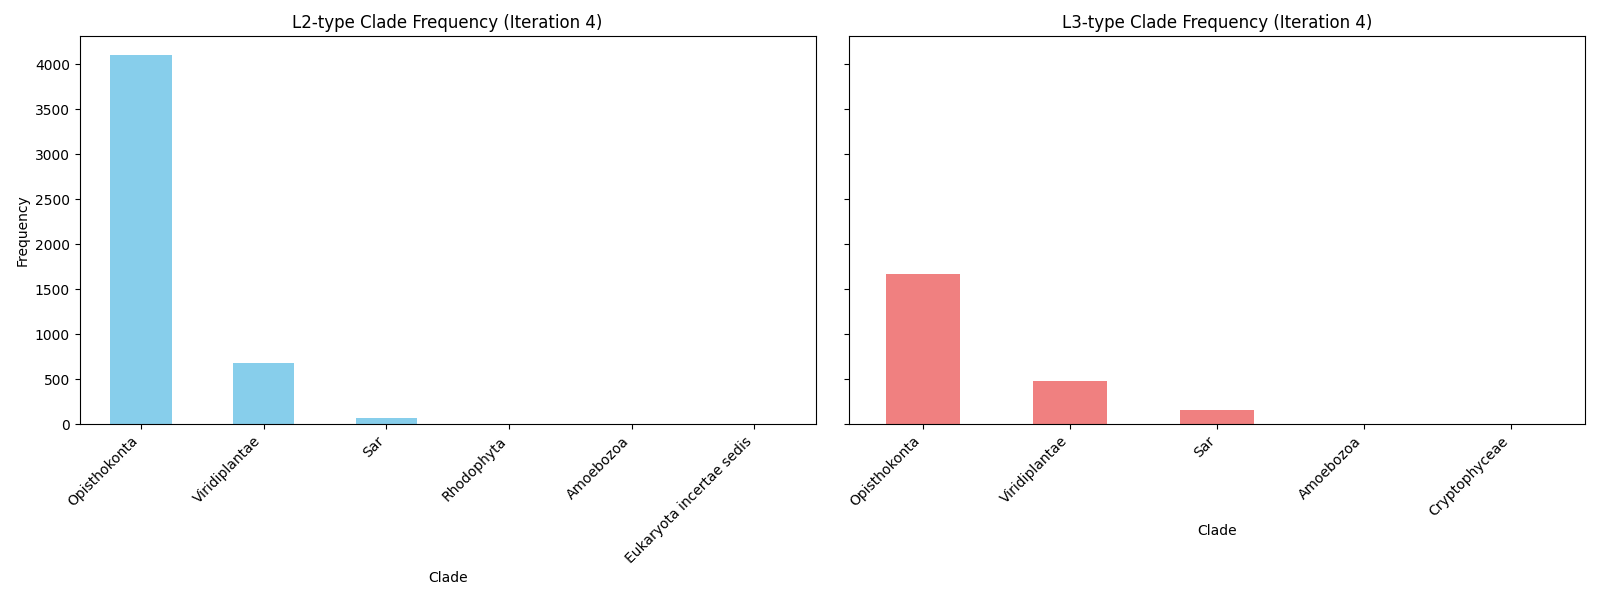 L2-type Clade Frequency (Iteration 4)
Frequency
4000
3500
3000
2500
2000
1500
1000
500
0
Opisthokonta
Viridiplantae
Sar
Rhodophyta
Amoebozoa
Eukaryota incertae sedis
Clade
L3-type Clade Frequency (Iteration 4)
Opisthokonta
Viridiplantae
Sar
Amoebozoa
Cryptophyceae
Clade